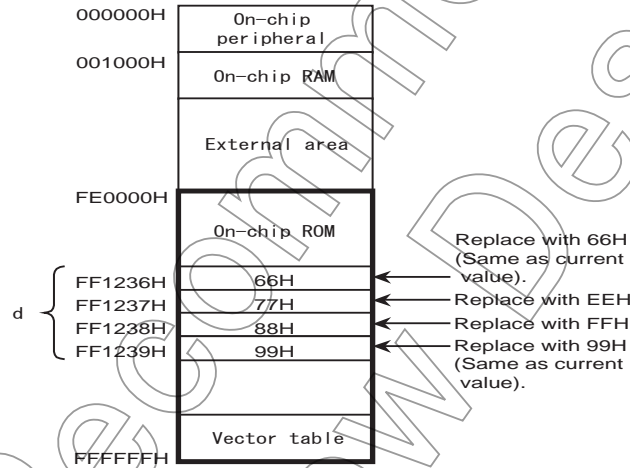 000000H
On-chip
peripheral
001000H
On-chip RAM
External area
FE0000H
On-chip ROM
Replace with 66H
(Same as current
value).
FF1236H
66H
d
FF1237H
77H
Replace with EEH
FF1238H
88H
Replace with FFH
FF1239H
99H
Replace with 99H
(Same as current
value).
Vector table
FFFFFFH